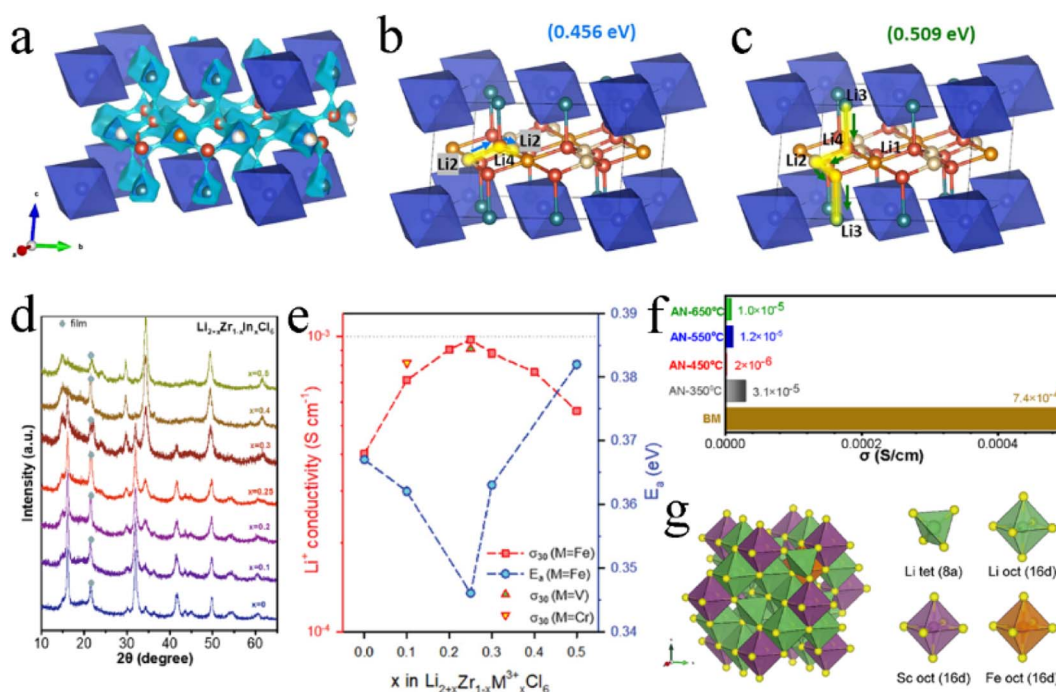 a
c
b
a
b
(0.456 eV)
Li2
Li2
Li4
c
(0.509 eV)
Li3
Li4
Li1
Li2
Li3
d
film
Li2+xZr1-xInxCl6
x=0.5
x=0.4
x=0.3
x=0.25
x=0.2
x=0.1
x=0
Intensity (a.u.)
10 20 30 40 50 60
2θ (degree)
e
10⁻³
10⁻⁴
Li⁺ conductivity (S cm⁻¹)
0.39
0.38
0.37
0.36
0.35
0.34
Ea (eV)
σ30 (M=Fe)
Ea (M=Fe)
σ30 (M=V)
σ30 (M=Cr)
0.0 0.1 0.2 0.3 0.4 0.5
x in Li2+xZr1-xM³⁺xCl6
f
AN-650°C 1.0×10⁻⁵
AN-550°C 1.2×10⁻⁵
AN-450°C 2×10⁻⁶
AN-350°C 3.1×10⁻⁵
BM
0.0000 0.0002 0.0004
σ (S/cm)
g
Li tet (8a) Li oct (16d)
Sc oct (16d) Fe oct (16d)